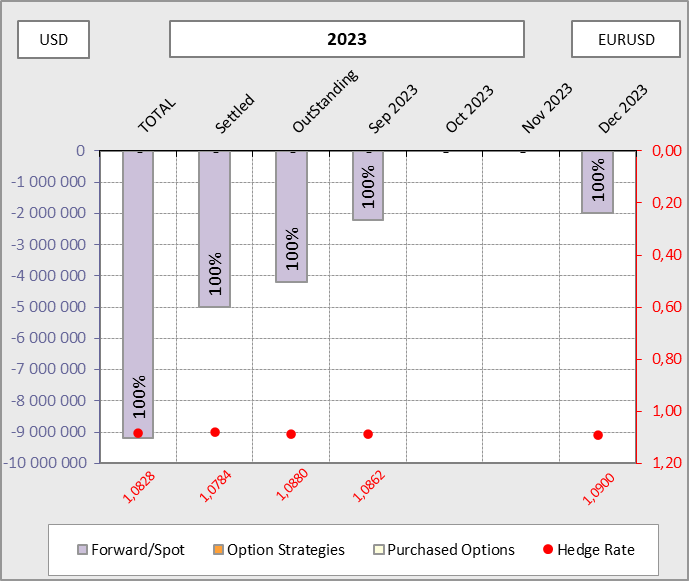 USD
2023
EURUSD
TOTAL
Settled
OutStanding
Sep 2023
Oct 2023
Nov 2023
Dec 2023
0
-1 000 000
-2 000 000
-3 000 000
-4 000 000
-5 000 000
-6 000 000
-7 000 000
-8 000 000
-9 000 000
-10 000 000
100%
100%
100%
100%
100%
0,00
0,20
0,40
0,60
0,80
1,00
1,20
1,0828
1,0784
1,0880
1,0862
1,0900
Forward/Spot
Option Strategies
Purchased Options
Hedge Rate